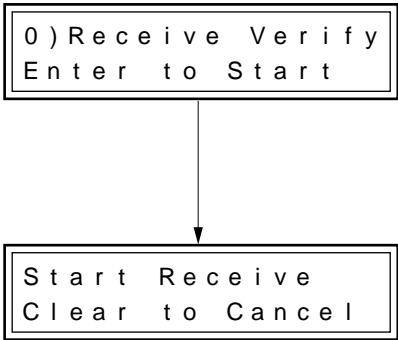 0)Receive Verify
Enter to Start
Start Receive
Clear to Cancel